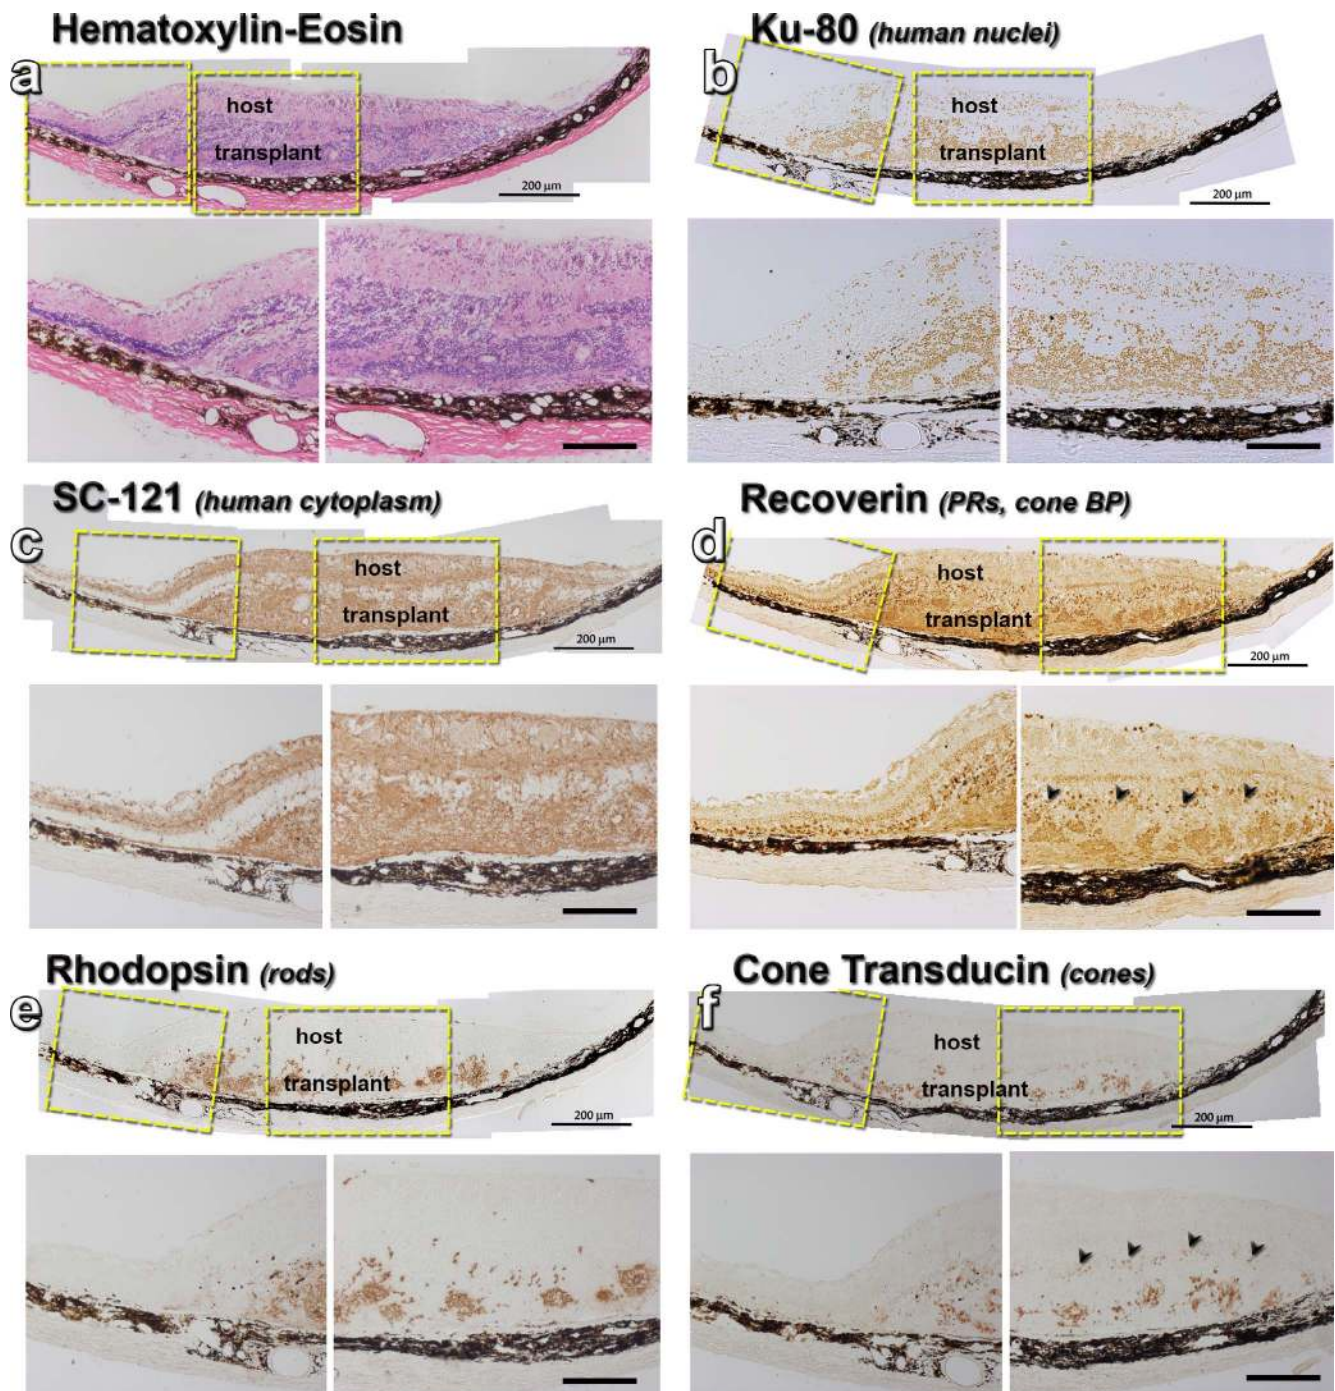 Hematoxylin-Eosin
a
host
transplant
200 µm
Ku-80 (human nuclei)
b
host
transplant
200 µm
SC-121 (human cytoplasm)
c
host
transplant
200 µm
Recoverin (PRs, cone BP)
d
host
transplant
200 µm
Rhodopsin (rods)
e
host
transplant
200 µm
Cone Transducin (cones)
f
host
transplant
200 µm